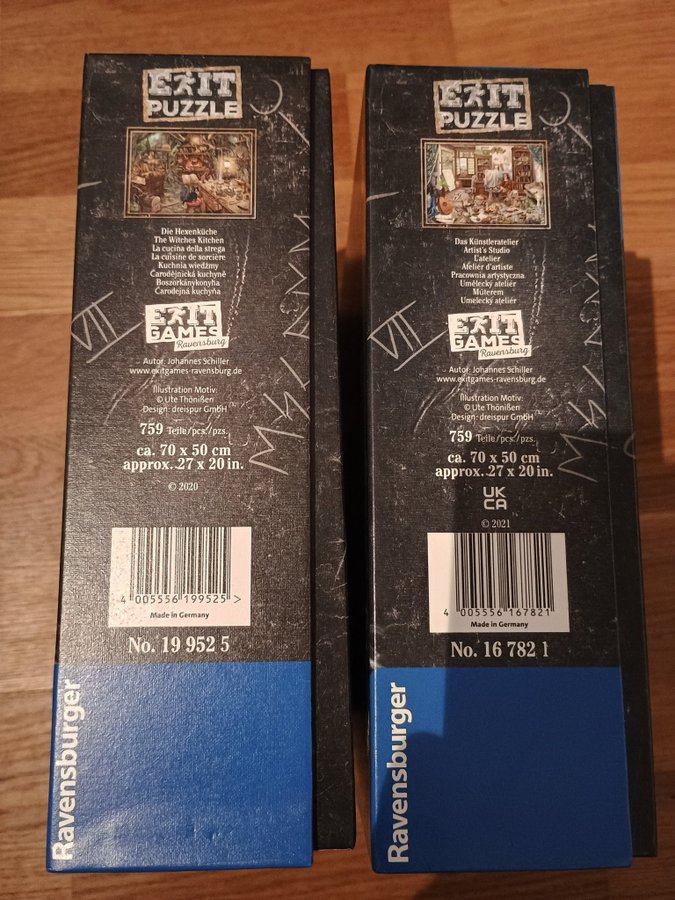 EXIT
PUZZLE
Die Hexenküche
The Witches Kitchen
La cucina della strega
La cuisine de sorcière
Kuchnia wiedźmy
Čarodějnická kuchyně
Boszorkánykonyha
Čarodejná kuchyňa
EXIT
GAMES
Ravensburg
Autor: Johannes Schiller
www.exitgames-ravensburg.de
Illustration Motiv:
© Ute Thönißen
Design: dreispur GmbH
759 Teile/pcs./pzs.
ca. 70 x 50 cm
approx. 27 x 20 in.
© 2020
4 005556 199525 >
Made in Germany
No. 19 952 5
Ravensburger
VII
EXIT
PUZZLE
Das Künstleratelier
Artist's Studio
L'atelier
Atelier d'artiste
Pracownia artystyczna
Umělecký ateliér
Műterem
Umelecký ateliér
EXIT
GAMES
Ravensburg
Autor: Johannes Schiller
www.exitgames-ravensburg.de
Illustration Motiv:
© Ute Thönißen
Design: dreispur GmbH
759 Teile/pcs./pzs.
ca. 70 x 50 cm
approx. 27 x 20 in.
UK
CA
© 2021
4 005556 167821
Made in Germany
No. 16 782 1
Ravensburger
VII